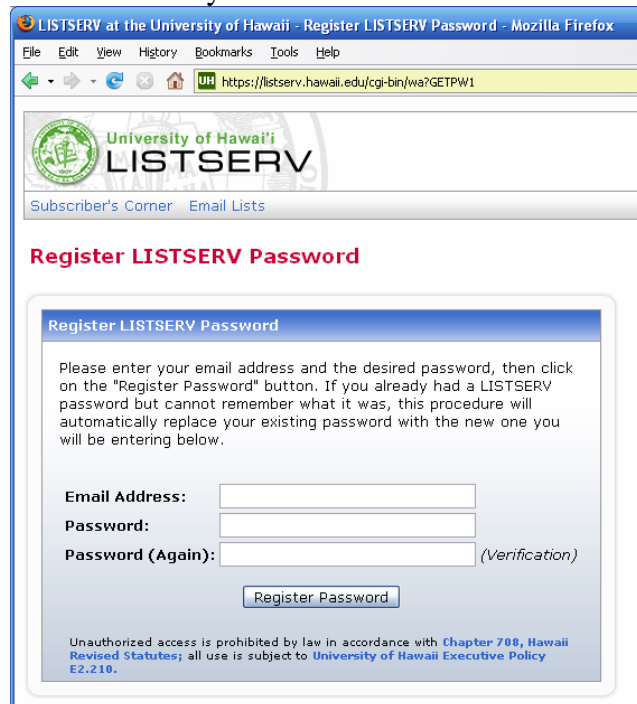 LISTSERV at the University of Hawaii - Register LISTSERV Password - Mozilla Firefox
File Edit View History Bookmarks Tools Help
UH https://listserv.hawaii.edu/cgi-bin/wa?GETPW1
University of Hawai'i
LISTSERV
Subscriber's Corner Email Lists
Register LISTSERV Password
Register LISTSERV Password
Please enter your email address and the desired password, then click
on the "Register Password" button. If you already had a LISTSERV
password but cannot remember what it was, this procedure will
automatically replace your existing password with the new one you
will be entering below.
Email Address:
Password:
Password (Again): (Verification)
Register Password
Unauthorized access is prohibited by law in accordance with Chapter 708, Hawaii
Revised Statutes; all use is subject to University of Hawaii Executive Policy
E2.210.